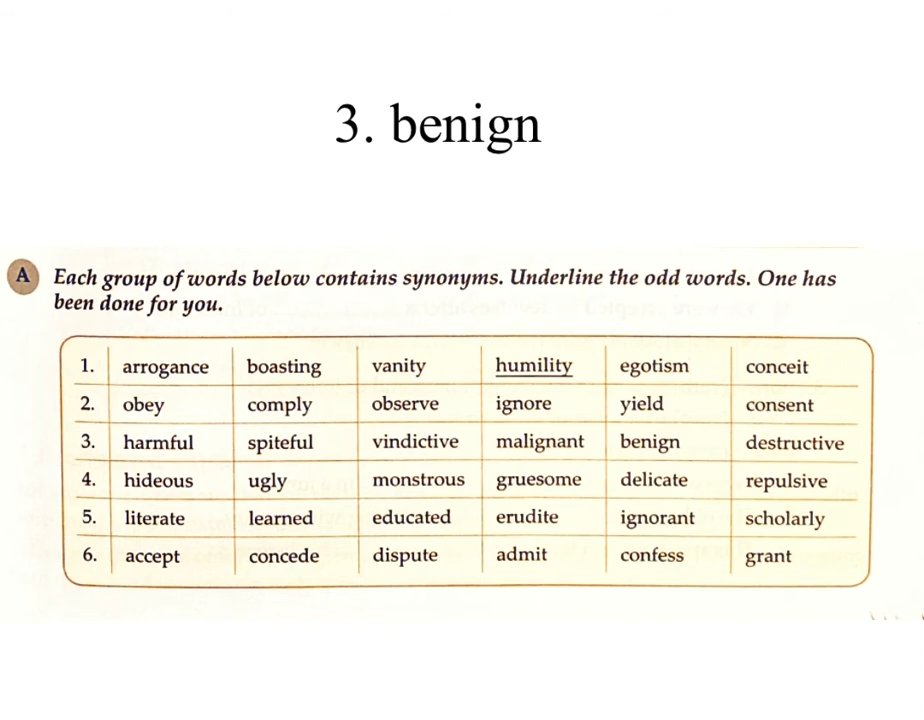 3. benign
A Each group of words below contains synonyms. Underline the odd words. One has
been done for you.
1. arrogance boasting vanity humility egotism conceit
2. obey comply observe ignore yield consent
3. harmful spiteful vindictive malignant benign destructive
4. hideous ugly monstrous gruesome delicate repulsive
5. literate learned educated erudite ignorant scholarly
6. accept concede dispute admit confess grant